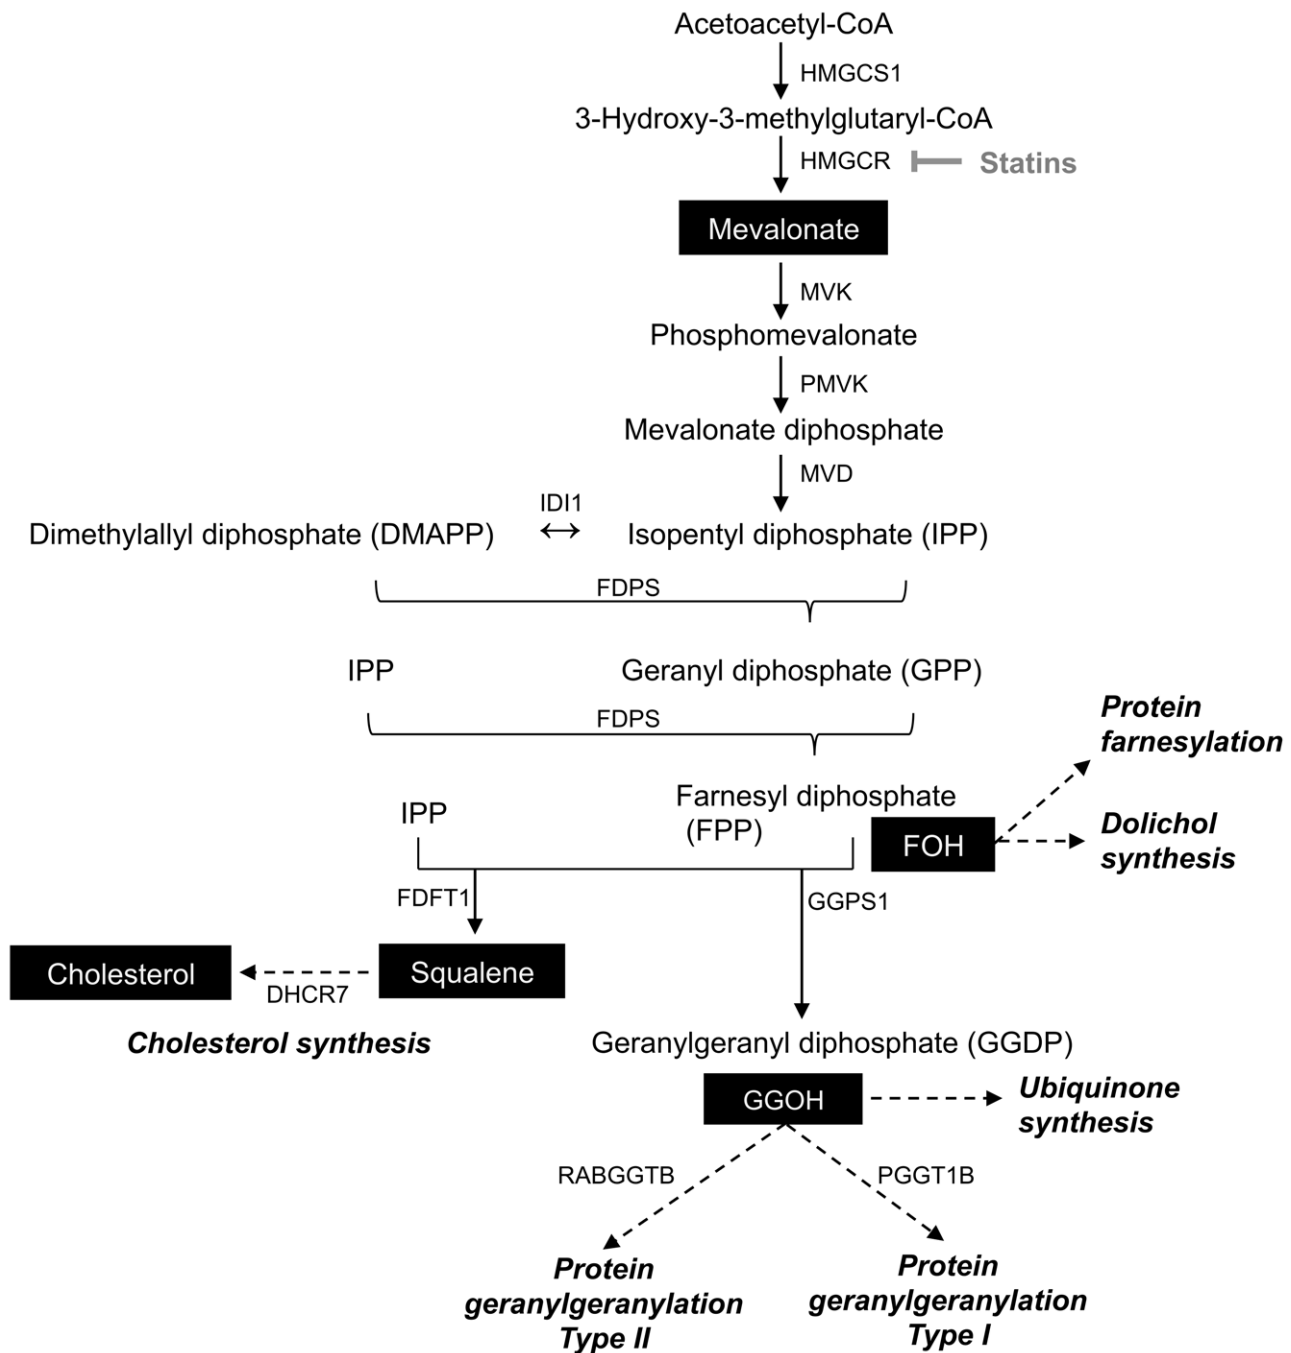 Acetoacetyl-CoA
HMGCS1
3-Hydroxy-3-methylglutaryl-CoA
HMGCR
Statins
Mevalonate
MVK
Phosphomevalonate
PMVK
Mevalonate diphosphate
MVD
IDI1
Dimethylallyl diphosphate (DMAPP)
Isopentyl diphosphate (IPP)
FDPS
IPP
Geranyl diphosphate (GPP)
FDPS
Protein
farnesylation
IPP
Farnesyl diphosphate
(FPP)
FOH
Dolichol
synthesis
FDFT1
GGPS1
Cholesterol
DHCR7
Squalene
Cholesterol synthesis
Geranylgeranyl diphosphate (GGDP)
GGOH
Ubiquinone
synthesis
RABGGTB
PGGT1B
Protein
geranylgeranylation
Type II
Protein
geranylgeranylation
Type I